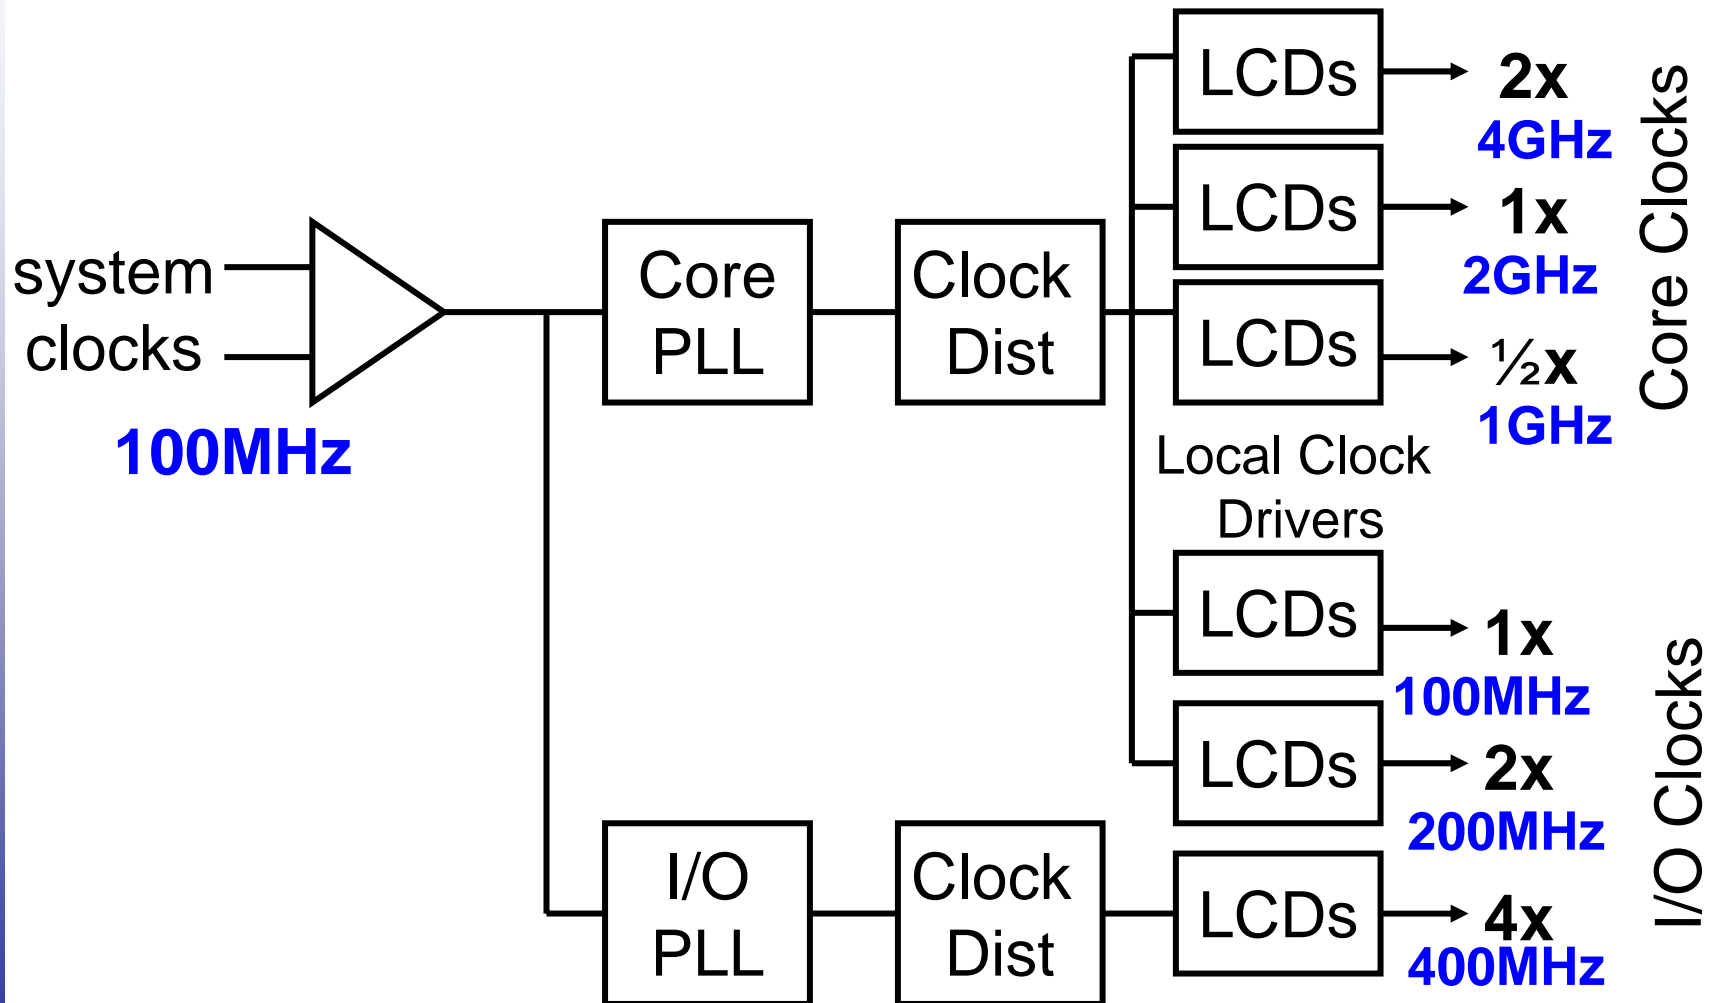 system
clocks
100MHz
Core
PLL
Clock
Dist
LCDs
2x
4GHz
LCDs
1x
2GHz
LCDs
½x
1GHz
Core Clocks
Local Clock
Drivers
LCDs
1x
100MHz
LCDs
2x
200MHz
I/O
PLL
Clock
Dist
LCDs
4x
400MHz
I/O Clocks